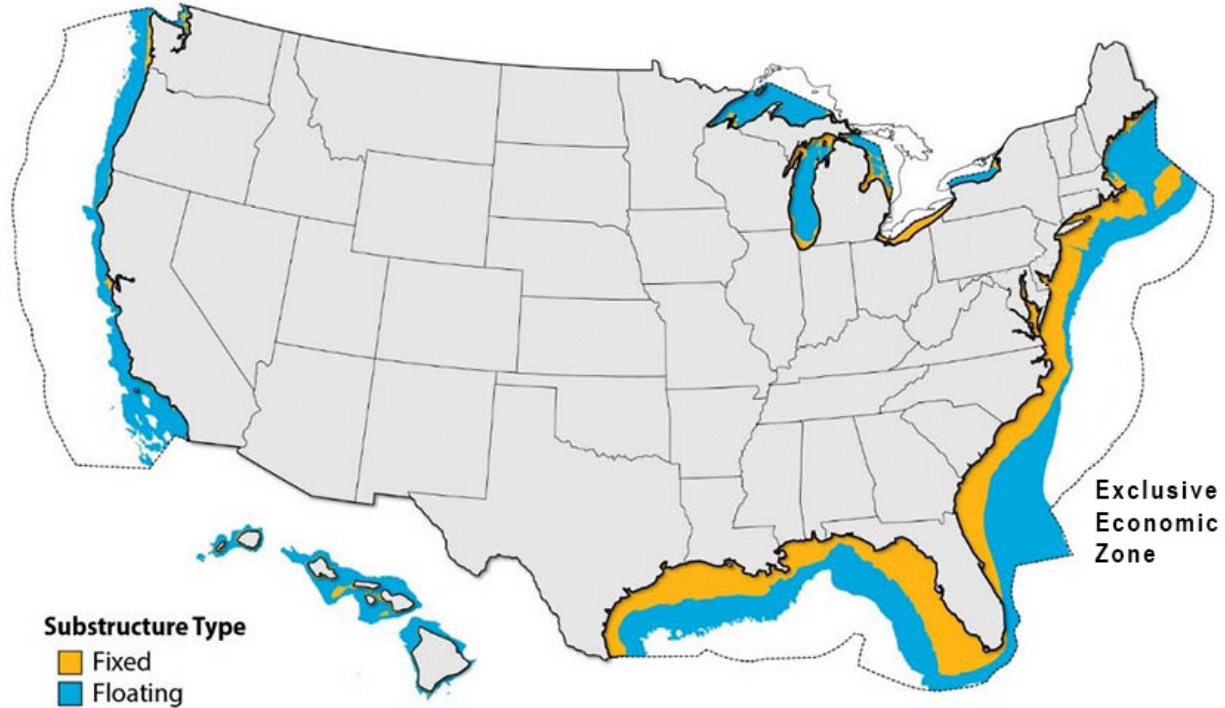 Exclusive
Economic
Zone
Substructure Type
Fixed
Floating